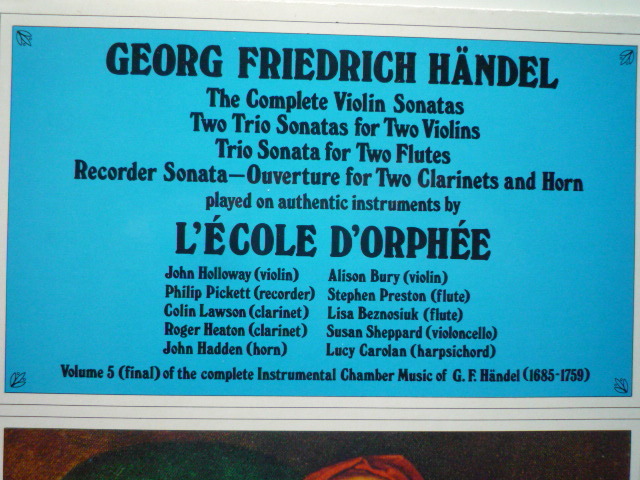 GEORG FRIEDRICH HÄNDEL
The Complete Violin Sonatas
Two Trio Sonatas for Two Violins
Trio Sonata for Two Flutes
Recorder Sonata—Ouverture for Two Clarinets and Horn
played on authentic instruments by
L'ÉCOLE D'ORPHÉE
John Holloway (violin) Alison Bury (violin)
Philip Pickett (recorder) Stephen Preston (flute)
Colin Lawson (clarinet) Lisa Beznosiuk (flute)
Roger Heaton (clarinet) Susan Sheppard (violoncello)
John Hadden (horn) Lucy Carolan (harpsichord)
Volume 5 (final) of the complete Instrumental Chamber Music of G. F. Händel (1685-1759)